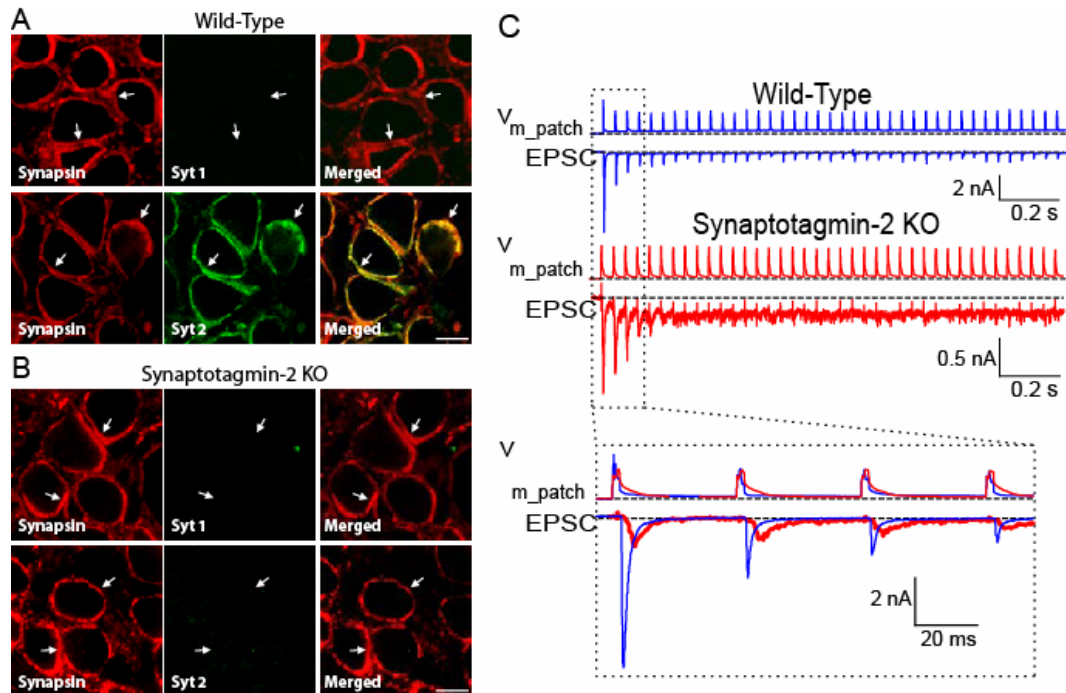 A
Wild-Type
Synapsin
Syt 1
Merged
Synapsin
Syt 2
Merged
B
Synaptotagmin-2 KO
Synapsin
Syt 1
Merged
Synapsin
Syt 2
Merged
C
Wild-Type
V
m_patch
EPSC
2 nA
0.2 s
Synaptotagmin-2 KO
V
m_patch
EPSC
0.5 nA
0.2 s
V
m_patch
EPSC
2 nA
20 ms